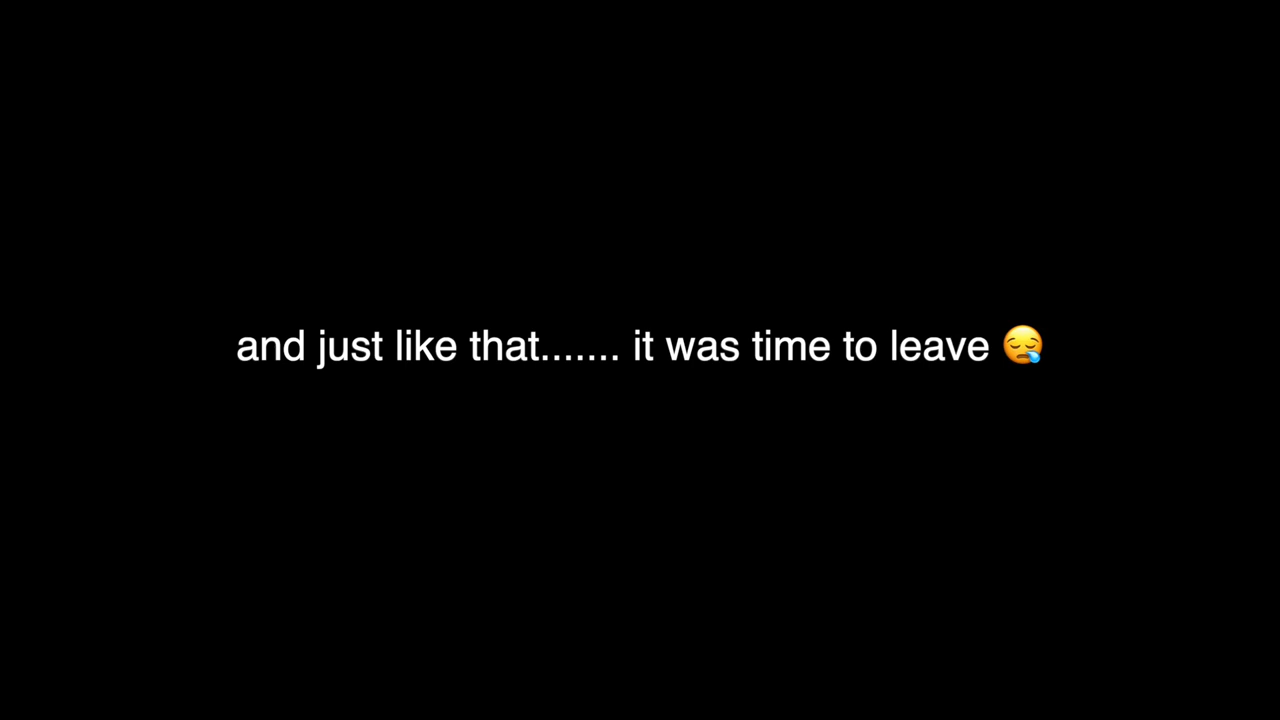 and just like that....... it was time to leave 😪